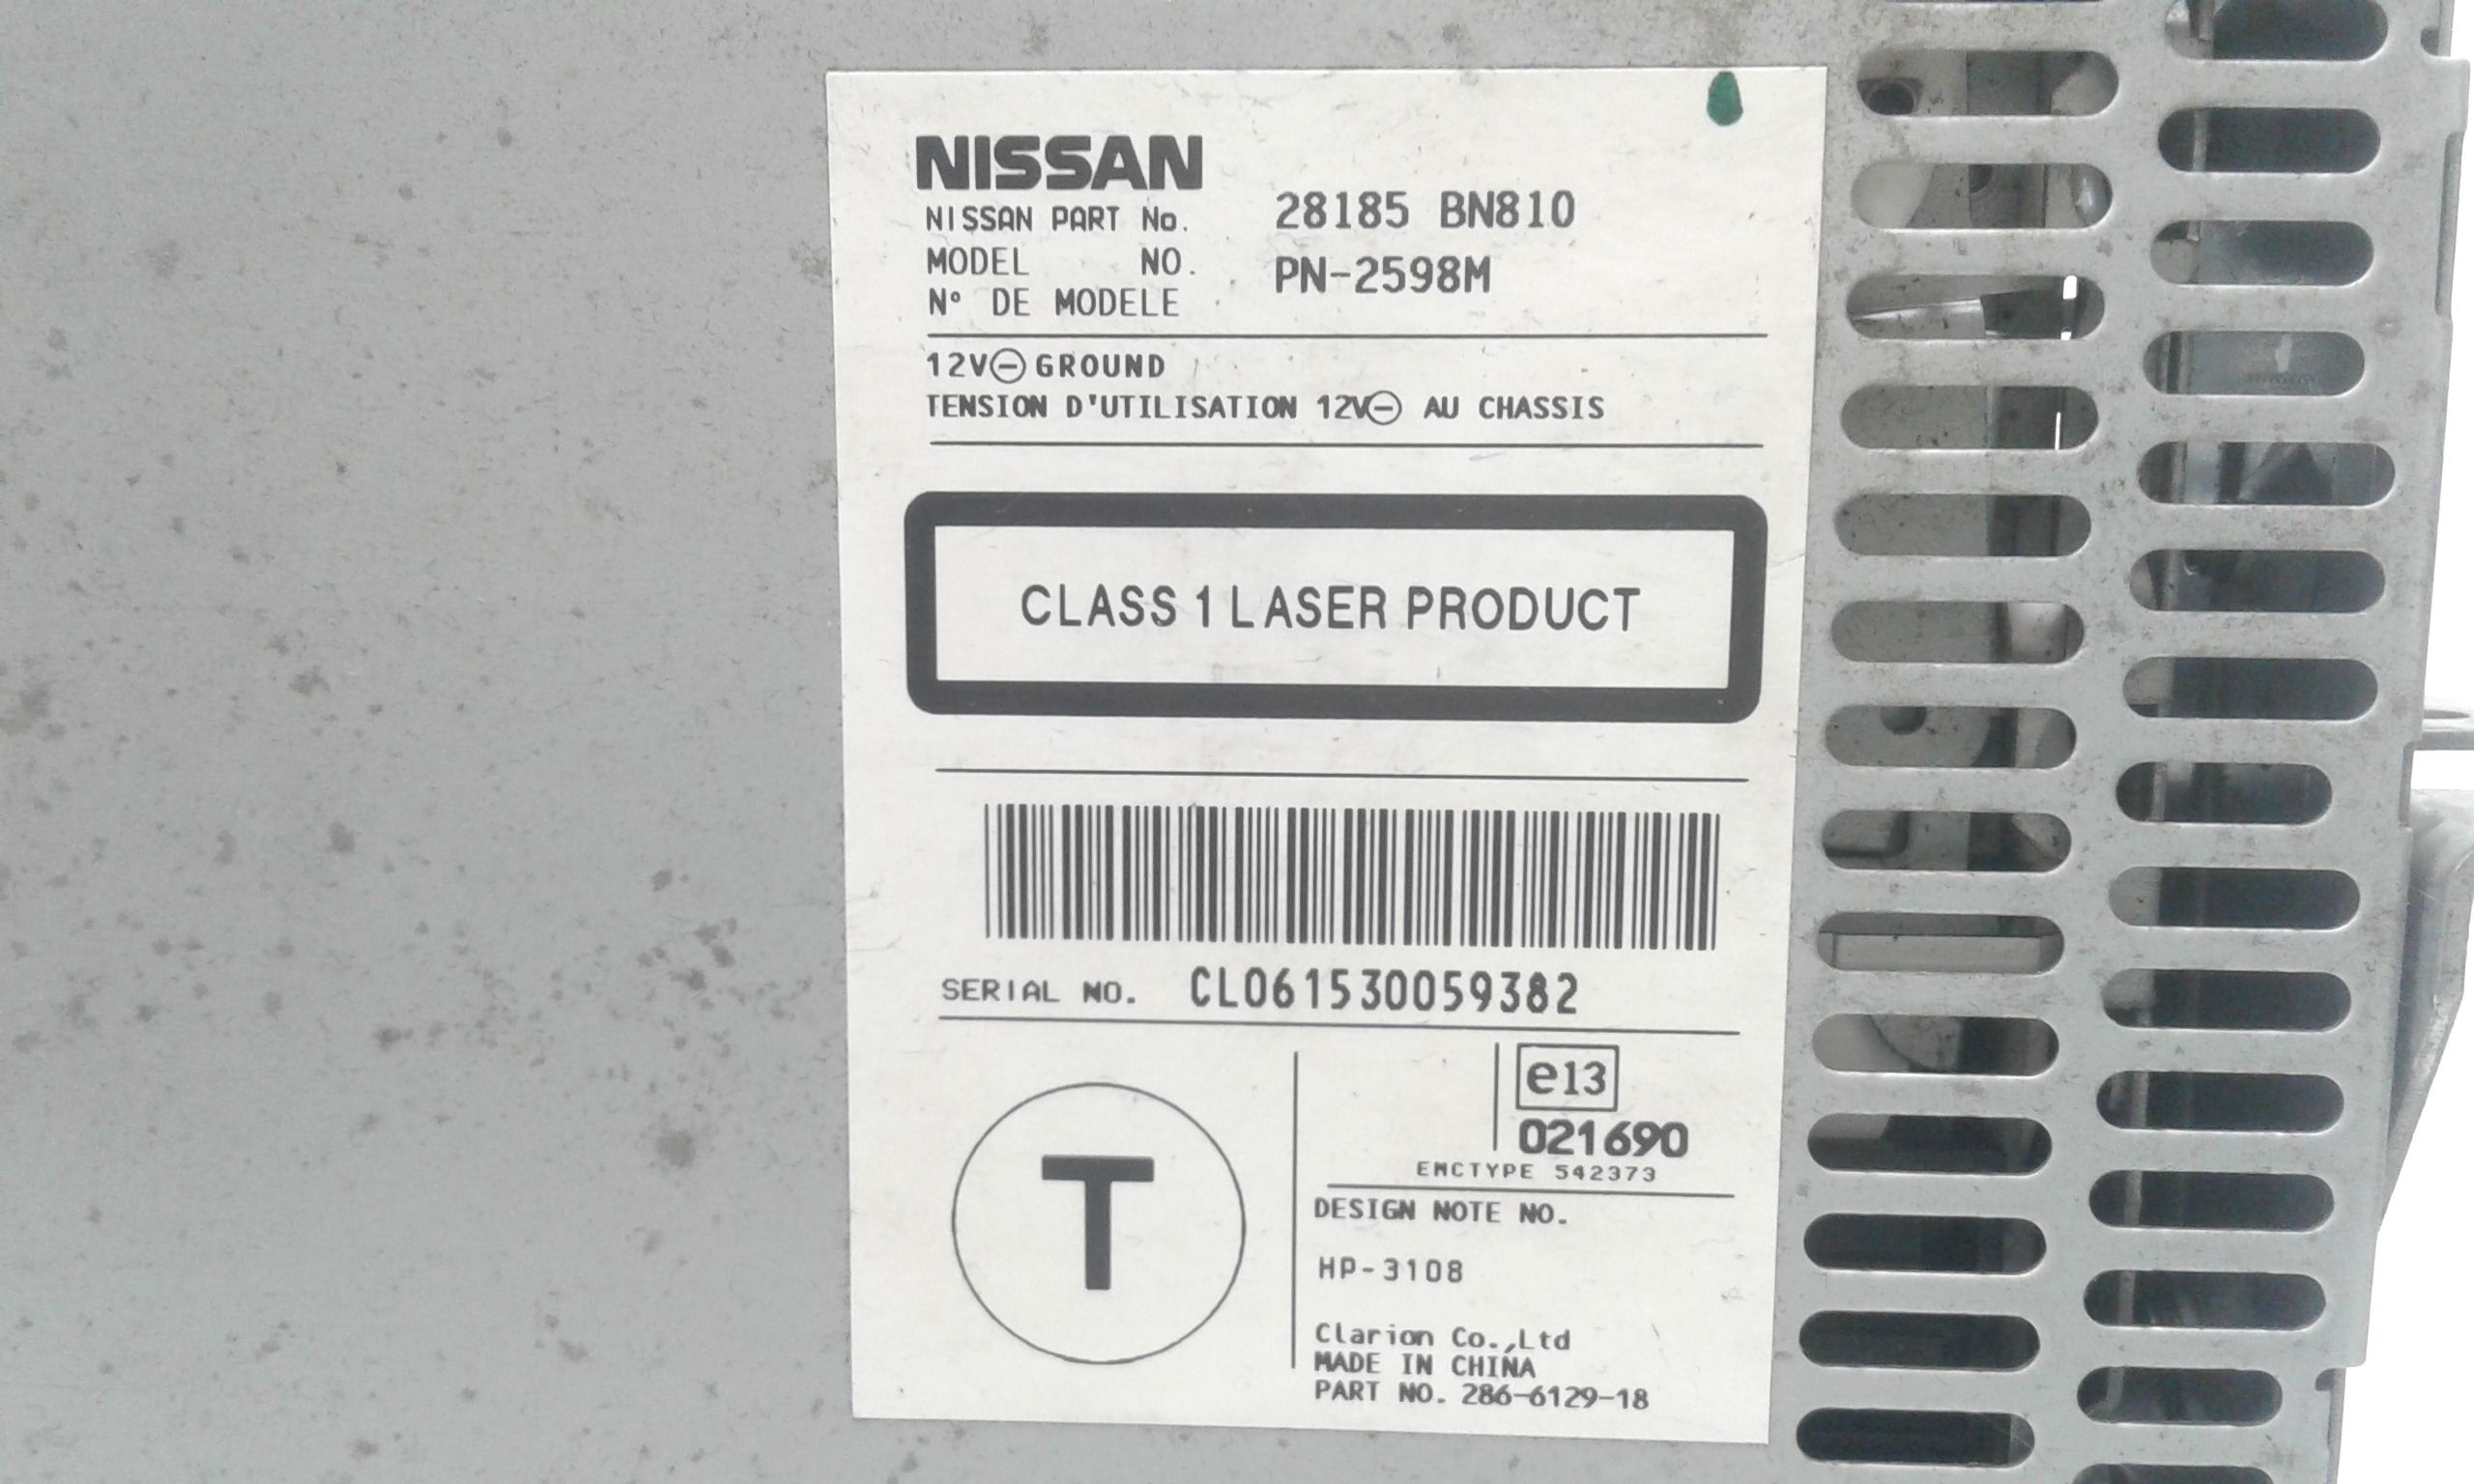 NISSAN
NISSAN PART No. 28185 BN810
MODEL NO. PN-2598M
N° DE MODELE
12V⊖GROUND
TENSION D'UTILISATION 12V⊖ AU CHASSIS
CLASS 1 LASER PRODUCT
SERIAL NO. CL061530059382
T
e13
021690
EMCTYPE 542373
DESIGN NOTE NO.
HP-3108
Clarion Co.,Ltd
MADE IN CHINA
PART NO. 286-6129-18